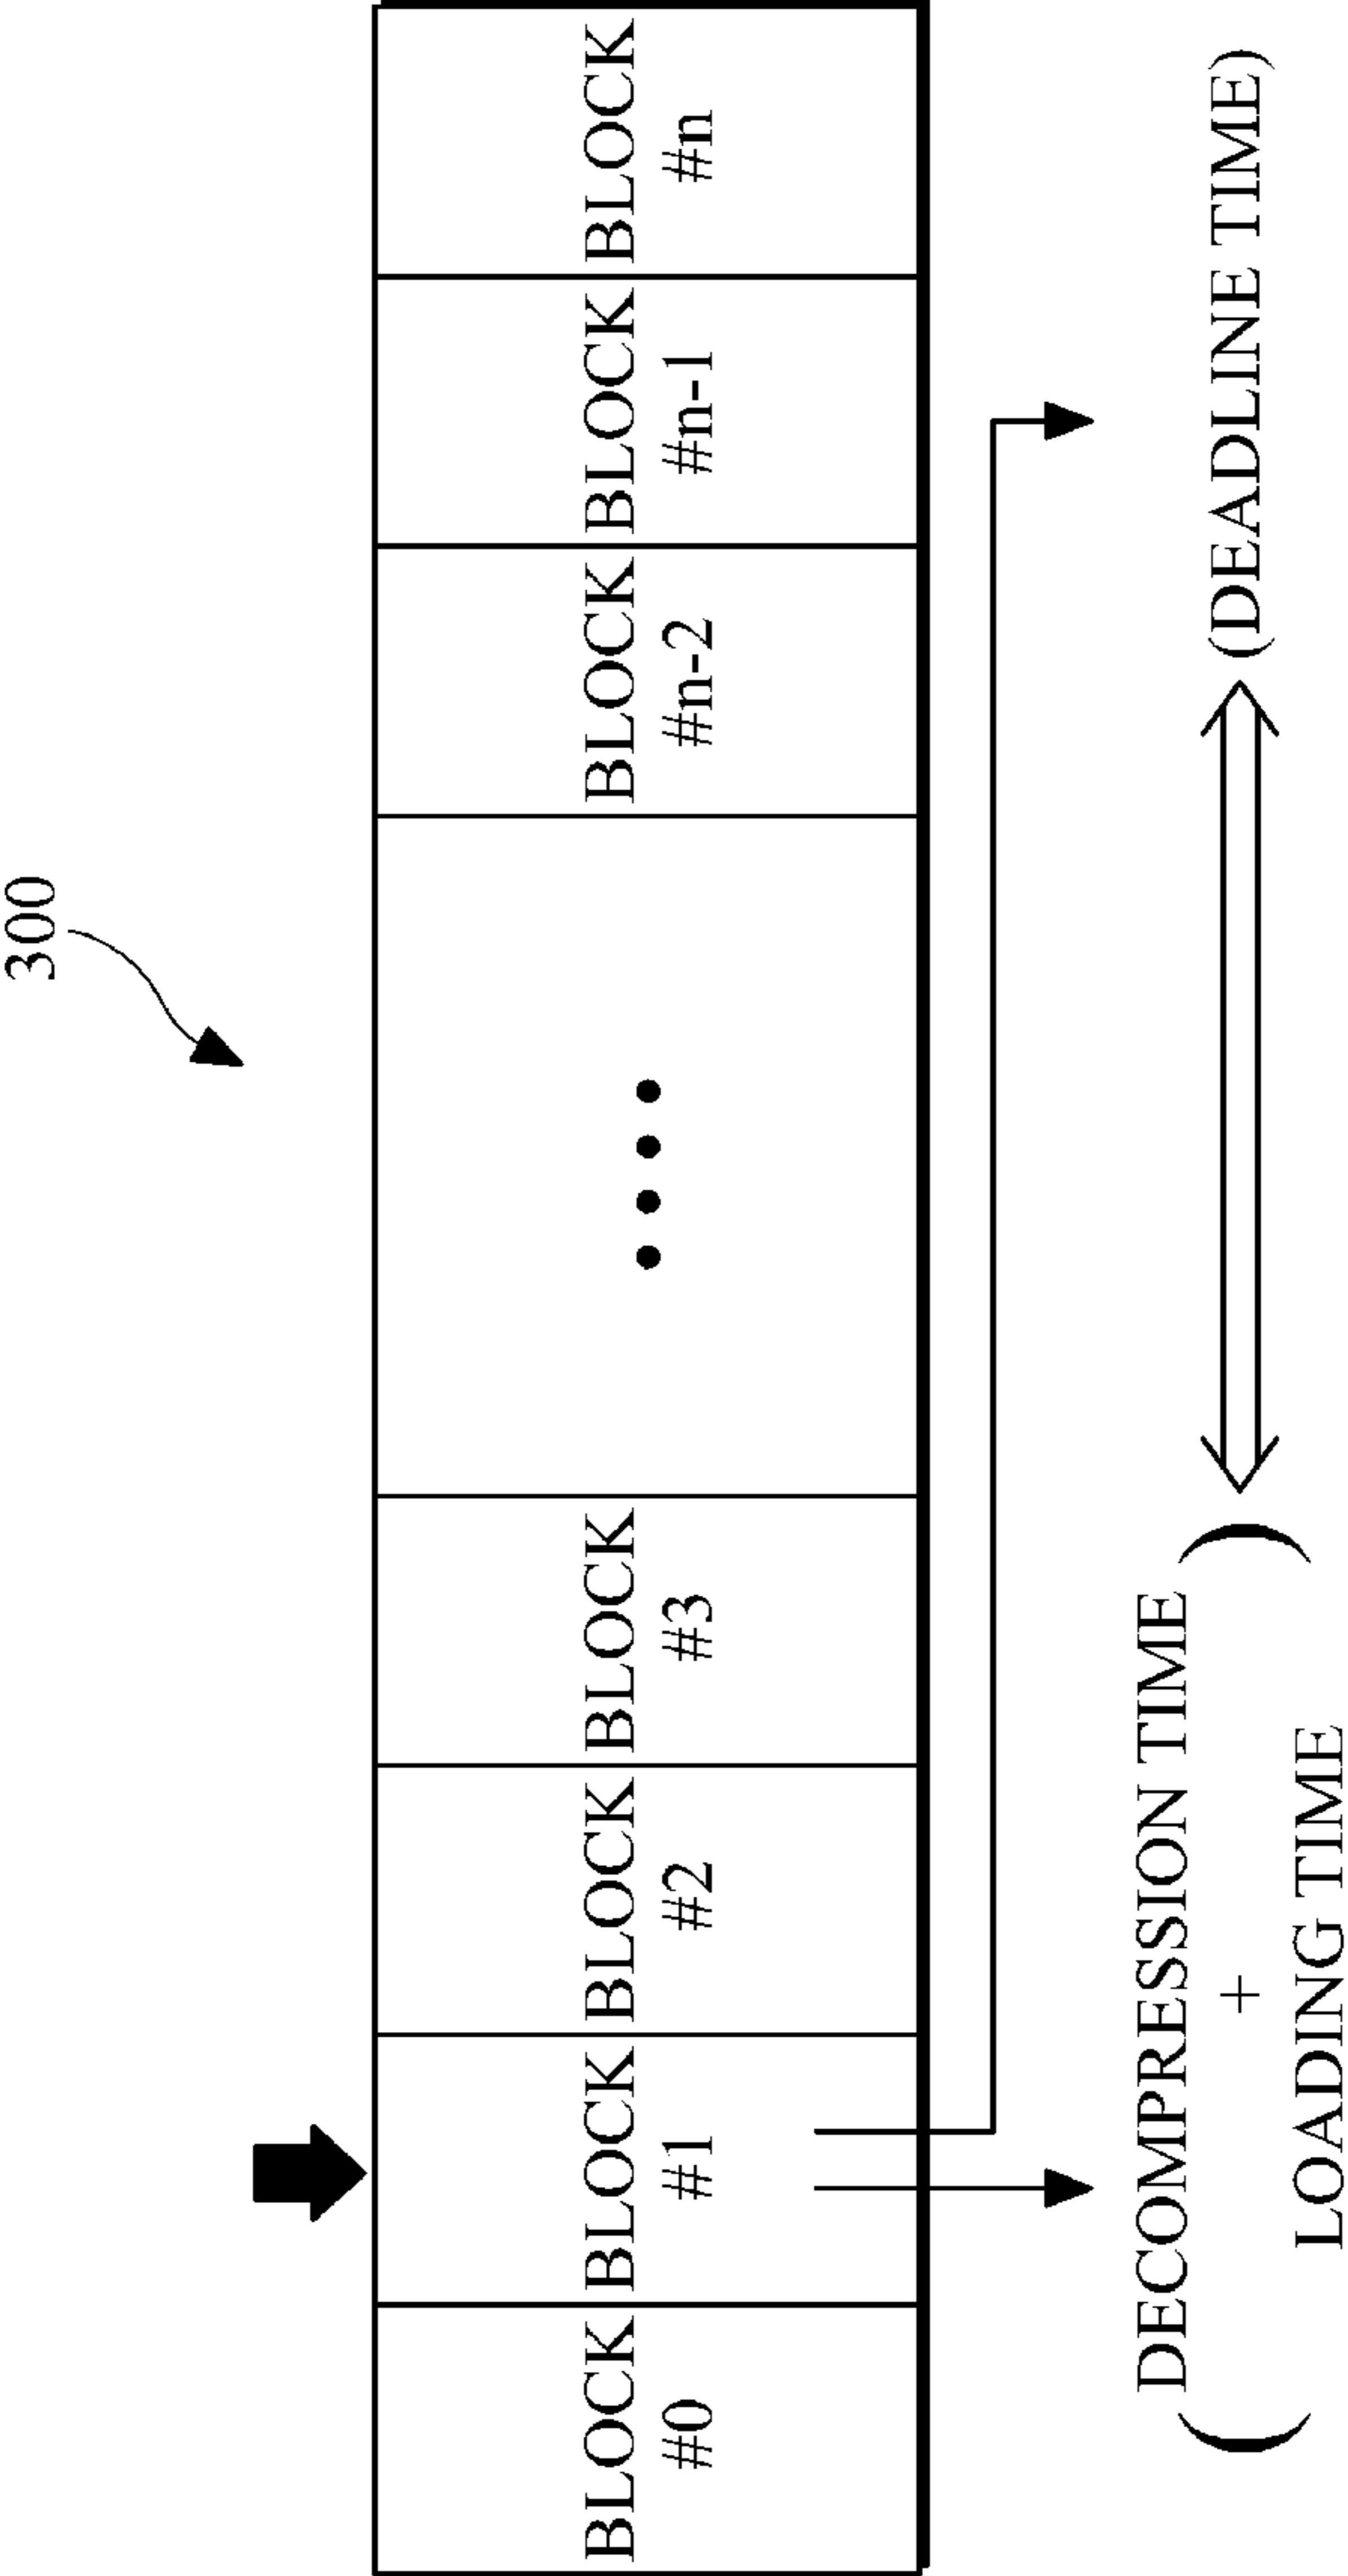 300
BLOCK
#0
BLOCK
#1
BLOCK
#2
BLOCK
#3
BLOCK
#n-2
BLOCK
#n-1
BLOCK
#n
(DECOMPRESSION TIME
+
LOADING TIME)
(DEADLINE TIME)